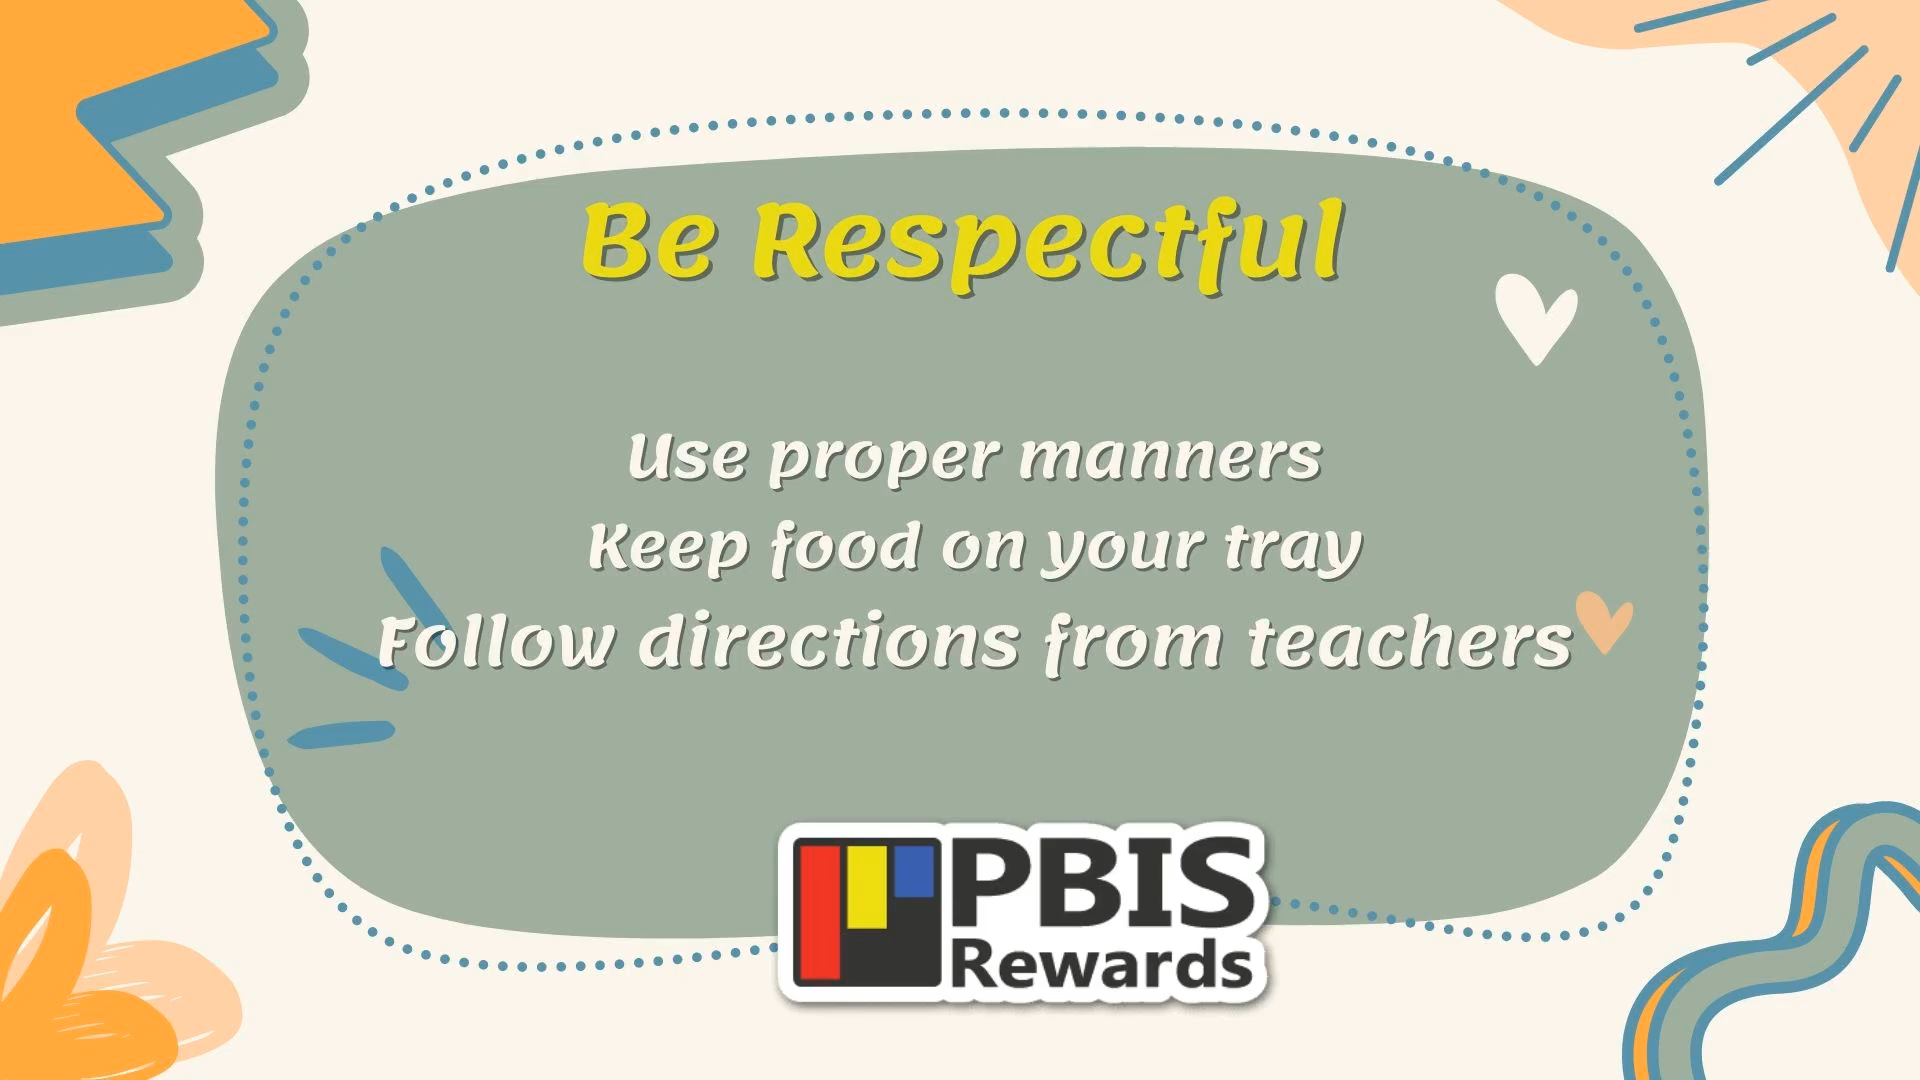 Be Respectful
Use proper manners
Keep food on your tray
Follow directions from teachers
PBIS
Rewards